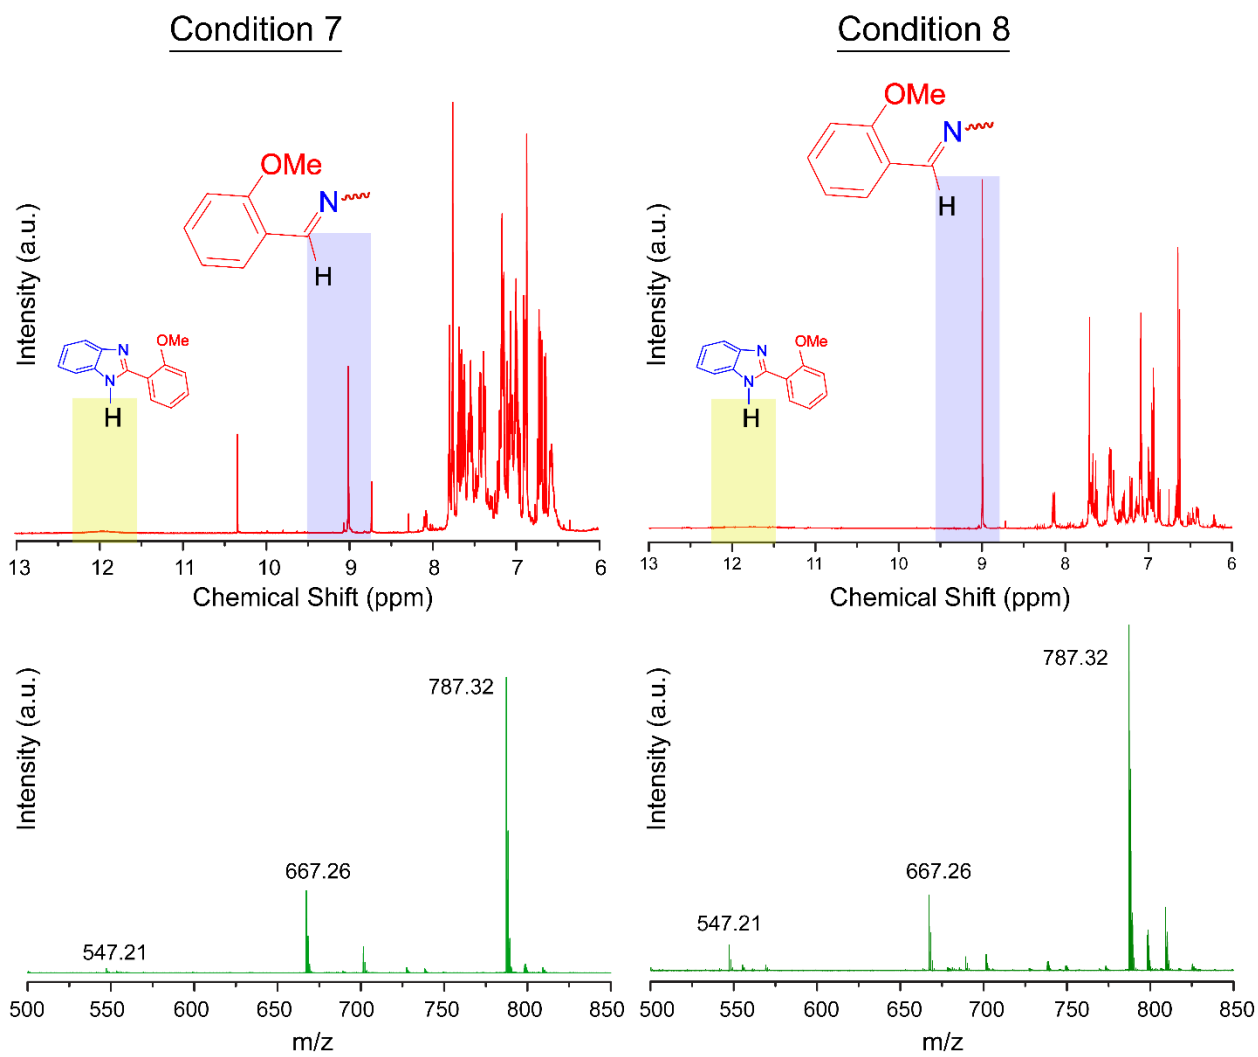 Condition 7
OMe
N
H
N
OMe
N
H
Intensity (a.u.)
13 12 11 10 9 8 7 6
Chemical Shift (ppm)
Condition 8
OMe
N
H
N
OMe
N
H
Intensity (a.u.)
13 12 11 10 9 8 7 6
Chemical Shift (ppm)
787.32
667.26
547.21
Intensity (a.u.)
500 550 600 650 700 750 800 850
m/z
787.32
667.26
547.21
Intensity (a.u.)
500 550 600 650 700 750 800 850
m/z